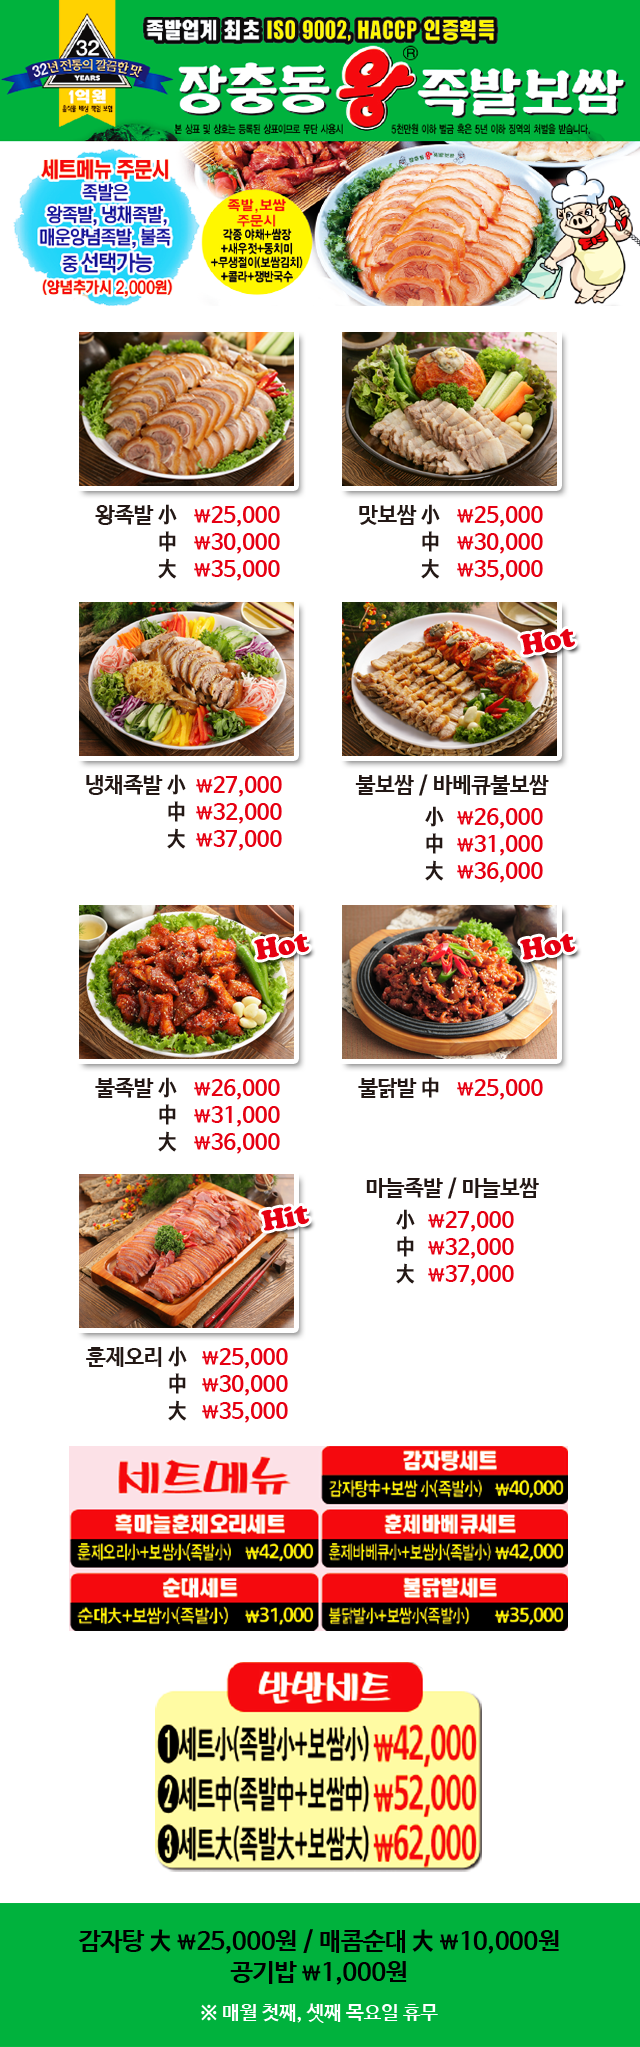 족발업계 최초 ISO 9002, HACCP 인증획득
32
YEARS
32년 전통의 깔끔한 맛
1억원
음식물 배상 책임 보험
장충동 왕 족발보쌈
®
본 상표 및 상호는 등록된 상표이므로 무단 사용시 5천만원 이하 벌금 혹은 5년 이하 징역의 처벌을 받습니다.
세트메뉴 주문시
족발은
왕족발, 냉채족발,
매운양념족발, 불족
중 선택가능
(양념추가시 2,000원)
족발, 보쌈
주문시
각종 야채+쌈장
+새우젓+동치미
+무생절이(보쌈김치)
+콜라+쟁반국수
장충동왕족발보쌈
왕족발 小 ₩25,000
中 ₩30,000
大 ₩35,000
맛보쌈 小 ₩25,000
中 ₩30,000
大 ₩35,000
Hot
냉채족발 小 ₩27,000
中 ₩32,000
大 ₩37,000
불보쌈 / 바베큐불보쌈
小 ₩26,000
中 ₩31,000
大 ₩36,000
Hot
Hot
불족발 小 ₩26,000
中 ₩31,000
大 ₩36,000
불닭발 中 ₩25,000
Hit
마늘족발 / 마늘보쌈
小 ₩27,000
中 ₩32,000
大 ₩37,000
훈제오리 小 ₩25,000
中 ₩30,000
大 ₩35,000
세트메뉴
감자탕세트
감자탕中+보쌈 小(족발小) ₩40,000
흑마늘훈제오리세트
훈제오리小+보쌈小(족발小) ₩42,000
훈제바베큐세트
훈제바베큐小+보쌈小(족발小) ₩42,000
순대세트
순대大+보쌈小(족발小) ₩31,000
불닭발세트
불닭발小+보쌈小(족발小) ₩35,000
반반세트
❶세트小(족발小+보쌈小) ₩42,000
❷세트中(족발中+보쌈中) ₩52,000
❸세트大(족발大+보쌈大) ₩62,000
감자탕 大 ₩25,000원 / 매콤순대 大 ₩10,000원
공기밥 ₩1,000원
※ 매월 첫째, 셋째 목요일 휴무